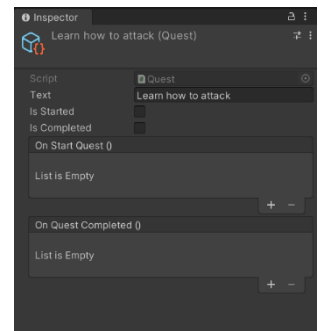 Inspector
Learn how to attack (Quest)
Script Quest
Text Learn how to attack
Is Started
Is Completed
On Start Quest ()
List is Empty
+ −
On Quest Completed ()
List is Empty
+ −